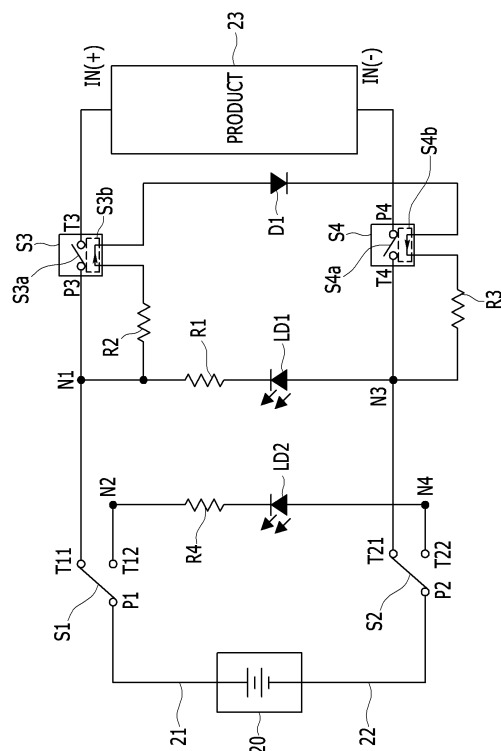 23
IN(+)
PRODUCT
IN(-)
S3
T3
S3b
S3a
P3
D1
S4
P4
S4b
S4a
T4
R2
R1
LD1
R3
N1
N3
N2
R4
LD2
N4
T11
T12
S1
P1
T21
T22
S2
P2
21
20
22